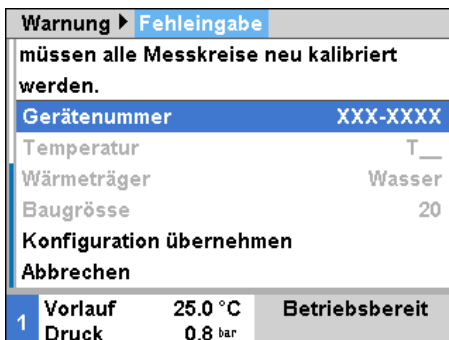 Warnung ▶ Fehleingabe
müssen alle Messkreise neu kalibriert
werden.
Gerätenummer XXX-XXXX
Temperatur T__
Wärmeträger Wasser
Baugrösse 20
Konfiguration übernehmen
Abbrechen
1 Vorlauf 25.0 °C Betriebsbereit
Druck 0.8 bar